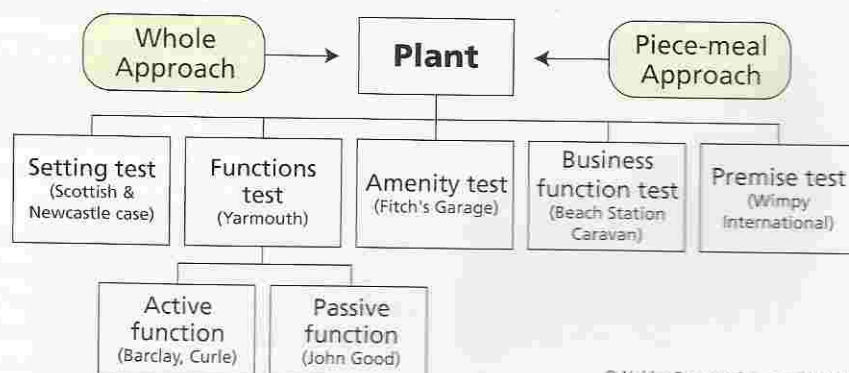 Whole
Approach
Plant
Piece-meal
Approach
Setting test
(Scottish &
Newcastle case)
Functions
test
(Yarmouth)
Amenity test
(Fitch's Garage)
Business
function test
(Beach Station
Caravan)
Premise test
(Wimpy
International)
Active
function
(Barclay, Curle)
Passive
function
(John Good)